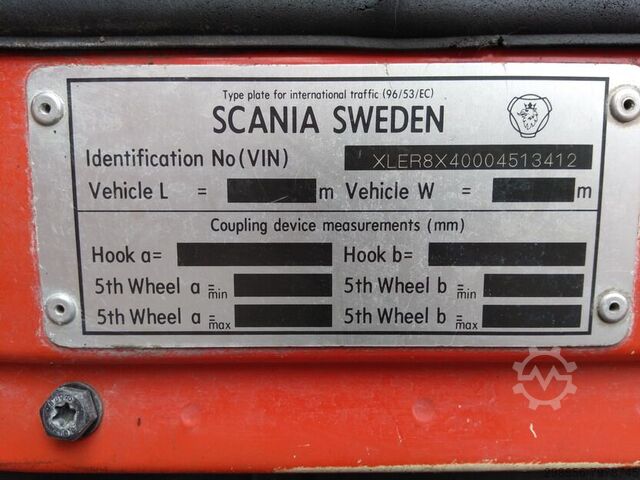 Type plate for international traffic (96/53/EC)
SCANIA SWEDEN
Identification No (VIN) XLER8X40004513412
Vehicle L = m Vehicle W = m
Coupling device measurements (mm)
Hook a= Hook b=
5th Wheel a = min 5th Wheel b = min
5th Wheel a = max 5th Wheel b = max